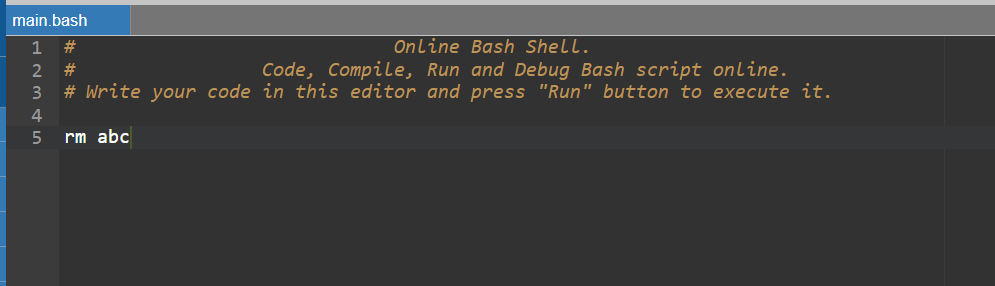 main.bash
1 # Online Bash Shell.
2 # Code, Compile, Run and Debug Bash script online.
3 # Write your code in this editor and press "Run" button to execute it.
4
5 rm abc